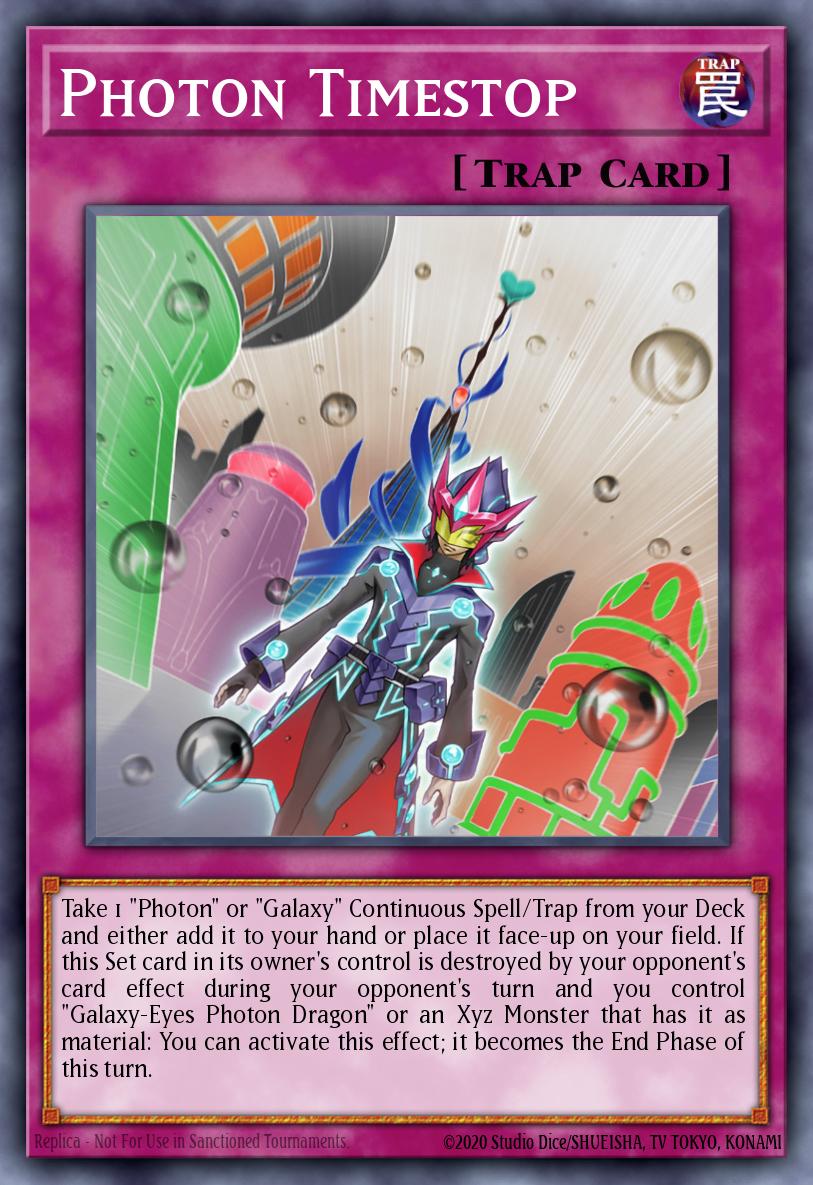 PHOTON TIMESTOP
TRAP
罠
[TRAP CARD]
Take 1 "Photon" or "Galaxy" Continuous Spell/Trap from your Deck
and either add it to your hand or place it face-up on your field. If
this Set card in its owner's control is destroyed by your opponent's
card effect during your opponent's turn and you control
"Galaxy-Eyes Photon Dragon" or an Xyz Monster that has it as
material: You can activate this effect; it becomes the End Phase of
this turn.
Replica - Not For Use in Sanctioned Tournaments.
©2020 Studio Dice/SHUEISHA, TV TOKYO, KONAMI